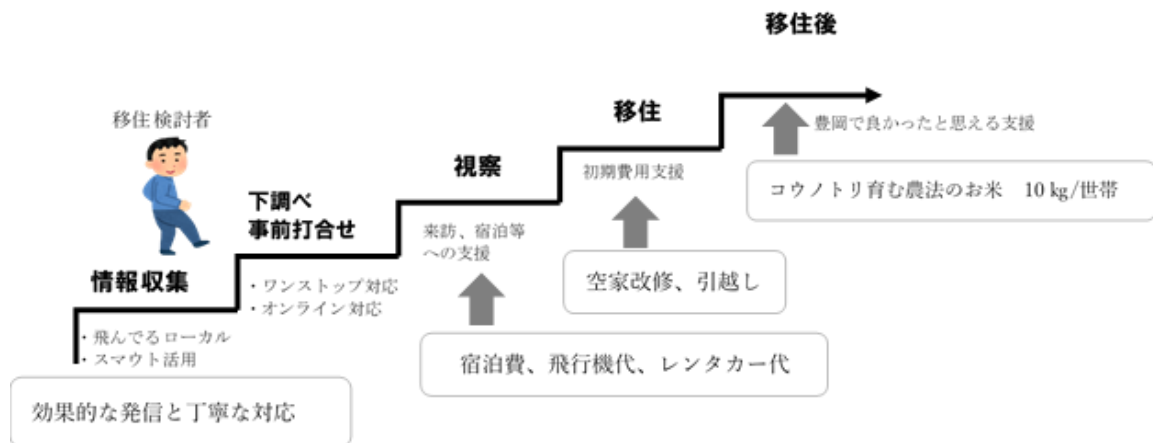 移住検討者
情報収集
・飛んでるローカル
・スマウト活用
効果的な発信と丁寧な対応
下調べ
事前打合せ
・ワンストップ対応
・オンライン対応
視察
来訪、宿泊等
への支援
宿泊費、飛行機代、レンタカー代
移住
初期費用支援
空家改修、引越し
移住後
豊岡で良かったと思える支援
コウノトリ育む農法のお米　10 kg/世帯